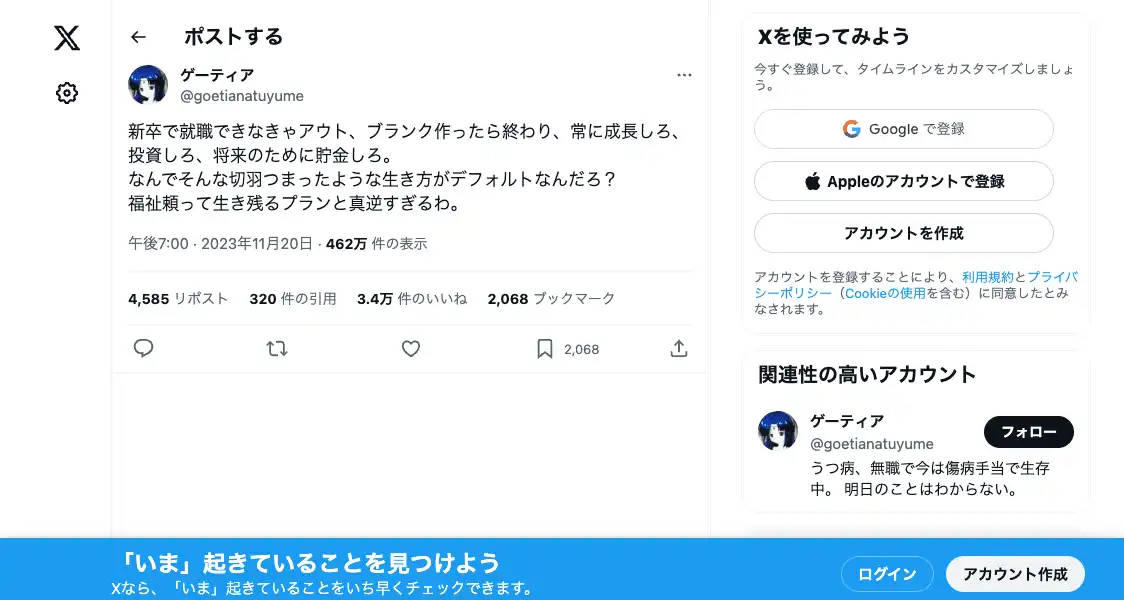 ポストする
ゲーティア
@goetianatuyume
新卒で就職できなきゃアウト、ブランク作ったら終わり、常に成長しろ、
投資しろ、将来のために貯金しろ。
なんでそんな切羽つまったような生き方がデフォルトなんだろ？
福祉頼って生き残るプランと真逆すぎるわ。
午後7:00 · 2023年11月20日 · 462万 件の表示
4,585 リポスト 320 件の引用 3.4万 件のいいね 2,068 ブックマーク
2,068
Xを使ってみよう
今すぐ登録して、タイムラインをカスタマイズしましょ
う。
Google で登録
Appleのアカウントで登録
アカウントを作成
アカウントを登録することにより、利用規約とプライバ
シーポリシー（Cookieの使用を含む）に同意したとみ
なされます。
関連性の高いアカウント
ゲーティア
@goetianatuyume
フォロー
うつ病、無職で今は傷病手当で生存
中。 明日のことはわからない。
「いま」起きていることを見つけよう
Xなら、「いま」起きていることをいち早くチェックできます。
ログイン
アカウント作成